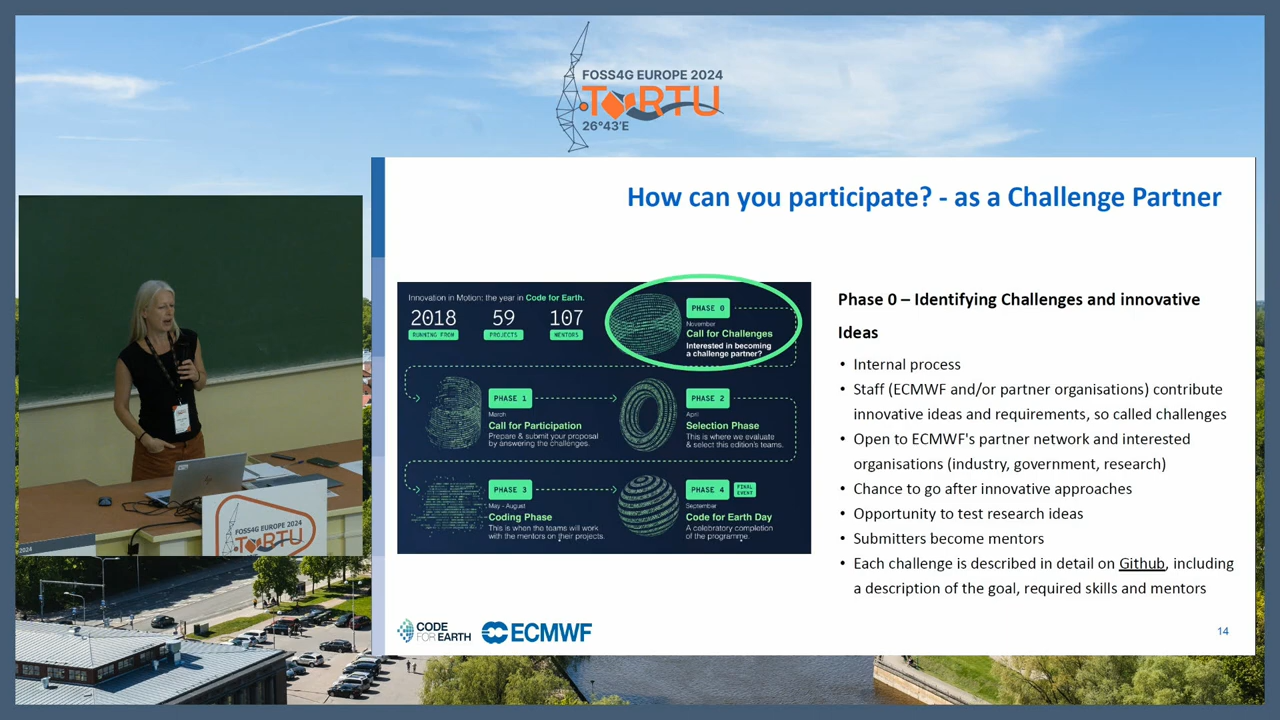 FOSS4G EUROPE 2024
TARTU
26°43'E
How can you participate? - as a Challenge Partner
Innovation in Motion: the year in Code for Earth.
2018 59 107
RUNNING FROM PROJECTS MENTORS
PHASE 0
November
Call for Challenges
Interested in becoming
a challenge partner?
PHASE 1
March
Call for Participation
Prepare & submit your proposal
by answering the challenges.
PHASE 2
April
Selection Phase
This is where we evaluate
& select this edition's teams.
PHASE 3
May - August
Coding Phase
This is when the teams will work
with the mentors on their projects.
PHASE 4 FINAL EVENT
September
Code for Earth Day
A celebratory completion
of the programme.
Phase 0 – Identifying Challenges and innovative
Ideas
• Internal process
• Staff (ECMWF and/or partner organisations) contribute
innovative ideas and requirements, so called challenges
• Open to ECMWF's partner network and interested
organisations (industry, government, research)
• Chance to go after innovative approaches
• Opportunity to test research ideas
• Submitters become mentors
• Each challenge is described in detail on Github, including
a description of the goal, required skills and mentors
CODE
FOR EARTH
ECMWF
14
FOSS4G EUROPE 2024
TARTU
2024